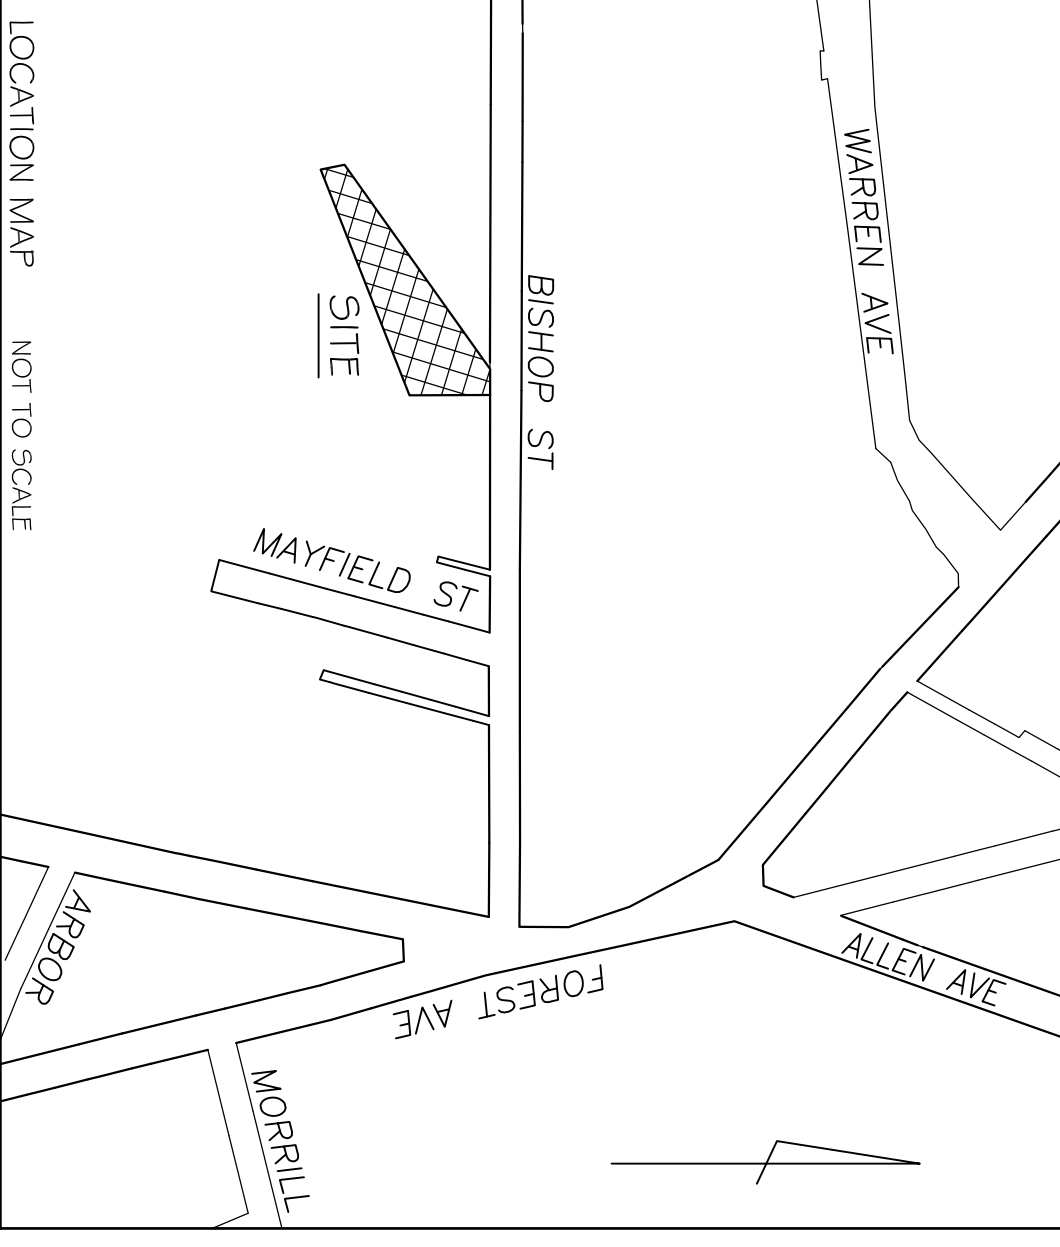 WARREN AVE
BISHOP ST
SITE
MAYFIELD ST
ALLEN AVE
FOREST AVE
ARBOR
MORRILL
LOCATION MAP NOT TO SCALE